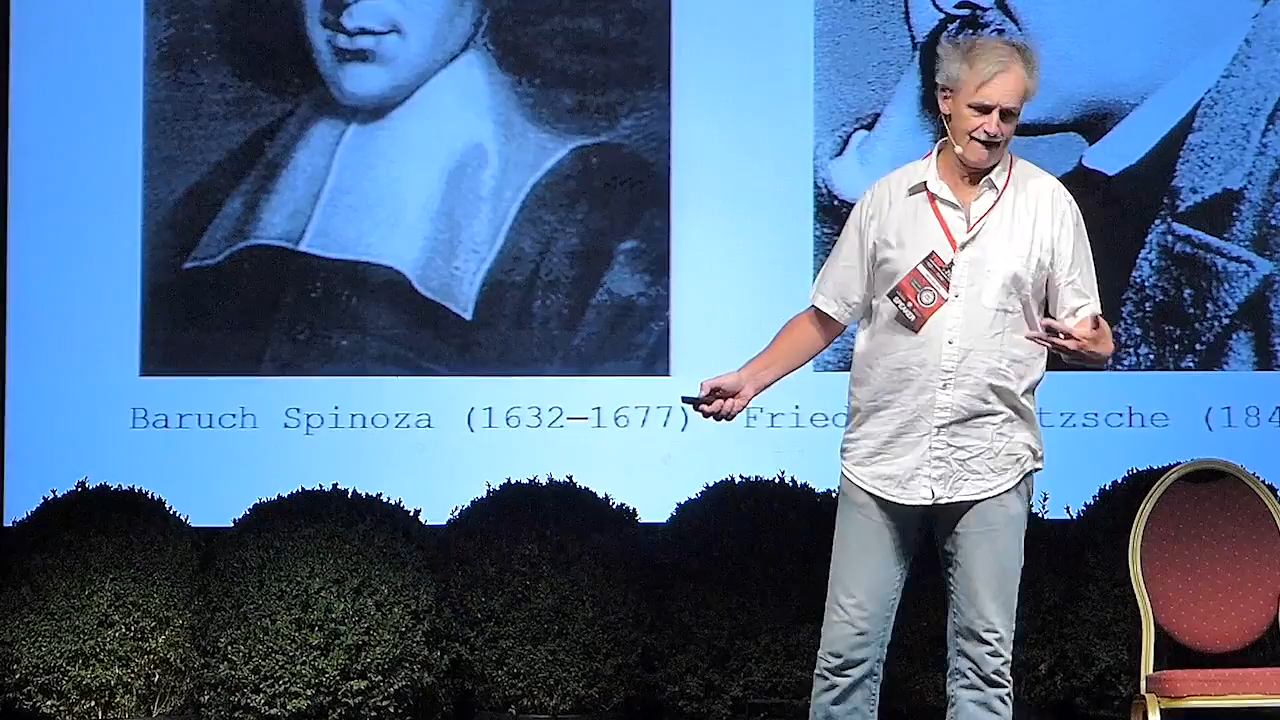 Baruch Spinoza (1632–1677)
Fried tzsche (184